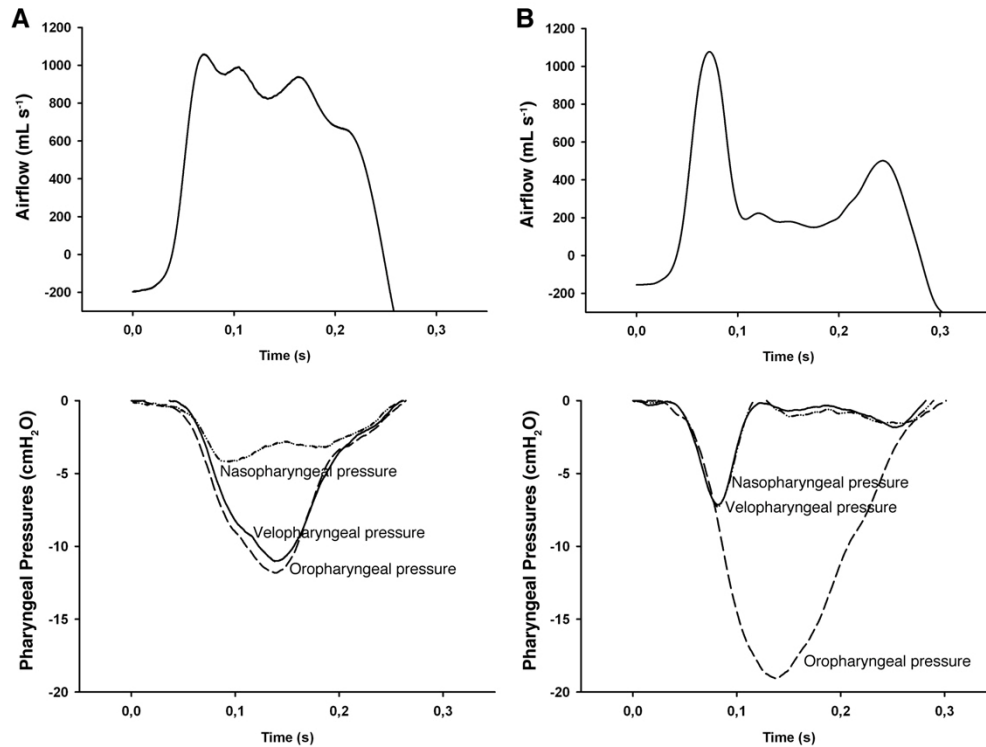 A
Airflow (mL s⁻¹)
1200
1000
800
600
400
200
0
-200
0,0 0,1 0,2 0,3
Time (s)
B
Airflow (mL s⁻¹)
1200
1000
800
600
400
200
0
-200
0,0 0,1 0,2 0,3
Time (s)
Pharyngeal Pressures (cmH₂O)
0
-5
-10
-15
-20
Nasopharyngeal pressure
Velopharyngeal pressure
Oropharyngeal pressure
0,0 0,1 0,2 0,3
Time (s)
Pharyngeal Pressures (cmH₂O)
0
-5
-10
-15
-20
Nasopharyngeal pressure
Velopharyngeal pressure
Oropharyngeal pressure
0,0 0,1 0,2 0,3
Time (s)